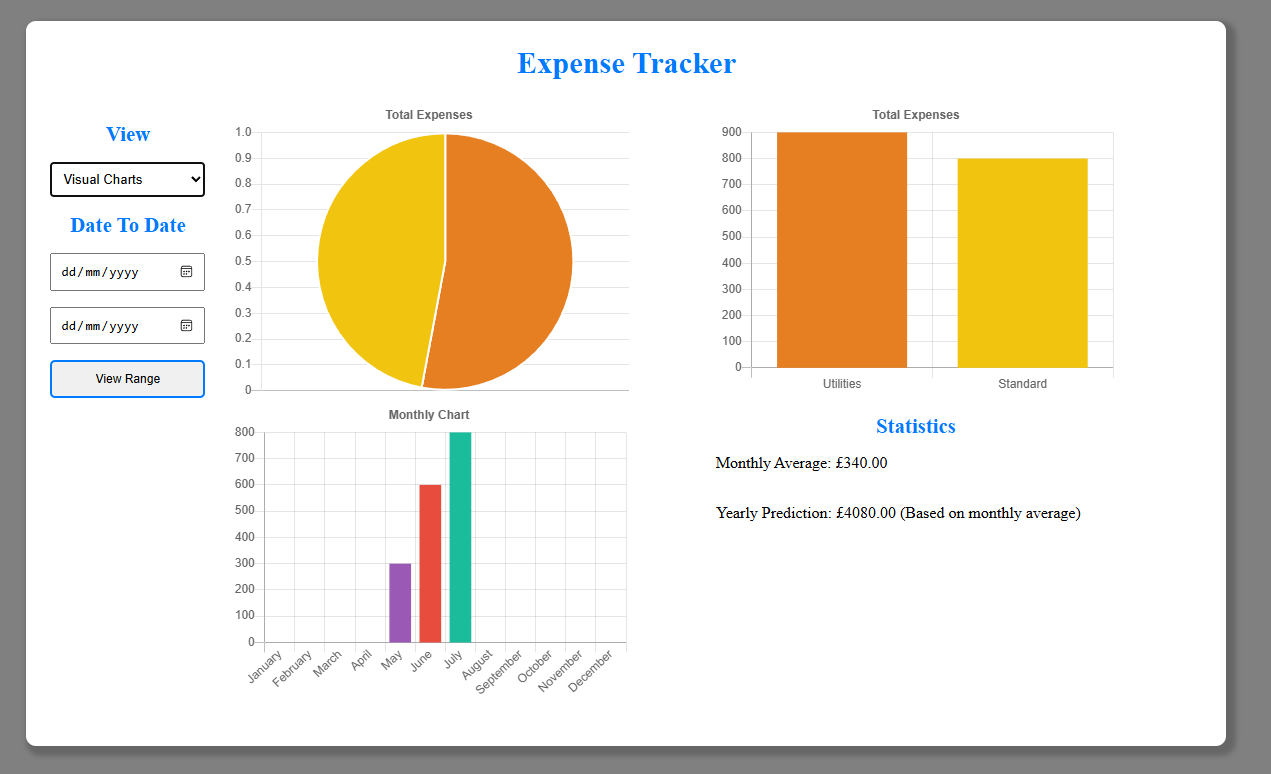 Expense Tracker
View
Visual Charts
Date To Date
dd/mm/yyyy
dd/mm/yyyy
View Range
Total Expenses
1.0
0.9
0.8
0.7
0.6
0.5
0.4
0.3
0.2
0.1
0
Total Expenses
900
800
700
600
500
400
300
200
100
0
Utilities
Standard
Monthly Chart
800
700
600
500
400
300
200
100
0
January
February
March
April
May
June
July
August
September
October
November
December
Statistics
Monthly Average: £340.00
Yearly Prediction: £4080.00 (Based on monthly average)